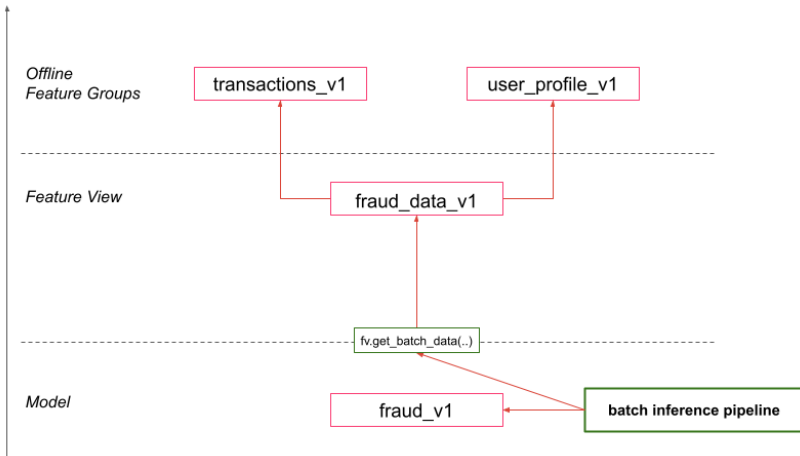 Offline
Feature Groups
transactions_v1
user_profile_v1
Feature View
fraud_data_v1
fv.get_batch_data(..)
Model
fraud_v1
batch inference pipeline